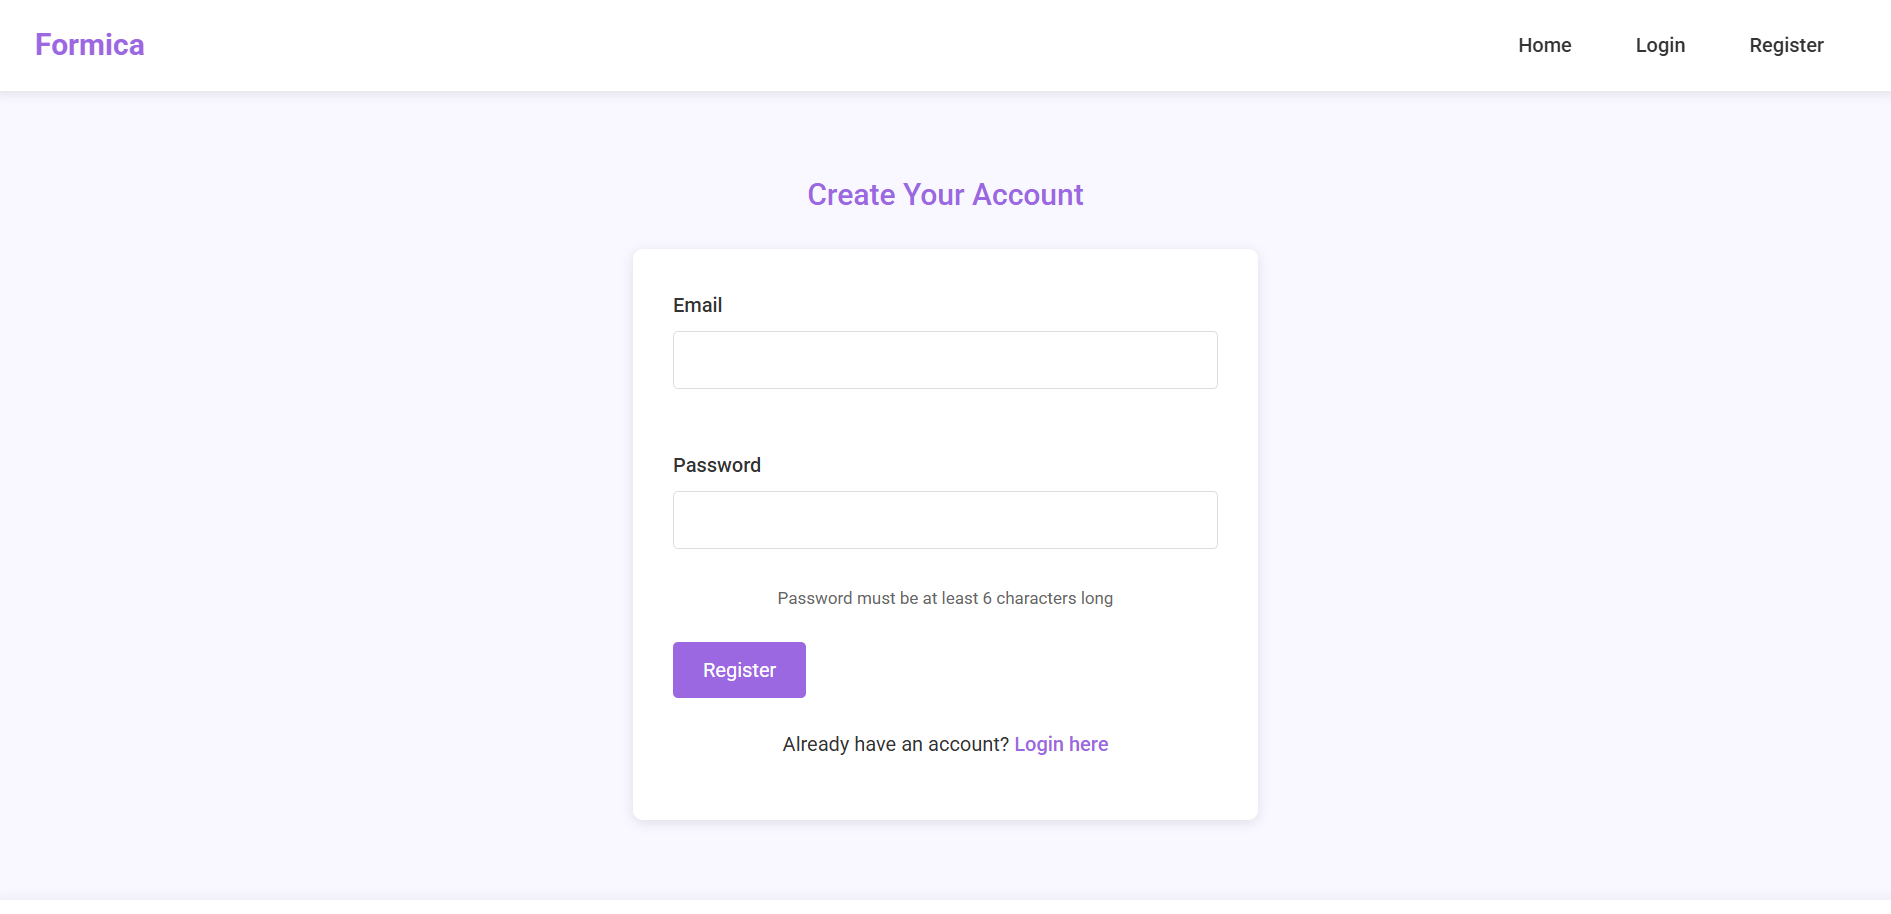 Formica
Home Login Register
Create Your Account
Email
Password
Password must be at least 6 characters long
Register
Already have an account? Login here